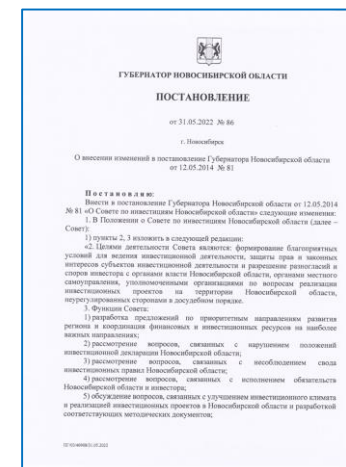 ГУБЕРНАТОР НОВОСИБИРСКОЙ ОБЛАСТИ
ПОСТАНОВЛЕНИЕ
от 31.05.2022 № 86
г. Новосибирск
О внесении изменений в постановление Губернатора Новосибирской области
от 12.05.2014 № 81
Постановляю:
Внести в постановление Губернатора Новосибирской области от 12.05.2014
№ 81 «О Совете по инвестициям Новосибирской области» следующие изменения:
1. В Положении о Совете по инвестициям Новосибирской области (далее –
Совет):
1) пункты 2, 3 изложить в следующей редакции:
«2. Целями деятельности Совета являются: формирование благоприятных
условий для ведения инвестиционной деятельности, защиты прав и законных
интересов субъектов инвестиционной деятельности и разрешение разногласий и
споров инвестора с органами власти Новосибирской области, органами местного
самоуправления, уполномоченными организациями по вопросам реализации
инвестиционных проектов на территории Новосибирской области,
неурегулированных сторонами в досудебном порядке.
3. Функции Совета:
1) разработка предложений по приоритетным направлениям развития
региона и координация финансовых и инвестиционных ресурсов на наиболее
важных направлениях;
2) рассмотрение вопросов, связанных с нарушением положений
инвестиционной декларации Новосибирской области;
3) рассмотрение вопросов, связанных с несоблюдением свода
инвестиционных правил Новосибирской области;
4) рассмотрение вопросов, связанных с исполнением обязательств
Новосибирской области и инвестора;
5) обсуждение вопросов, связанных с улучшением инвестиционного климата
и реализацией инвестиционных проектов в Новосибирской области и разработкой
соответствующих методических документов;